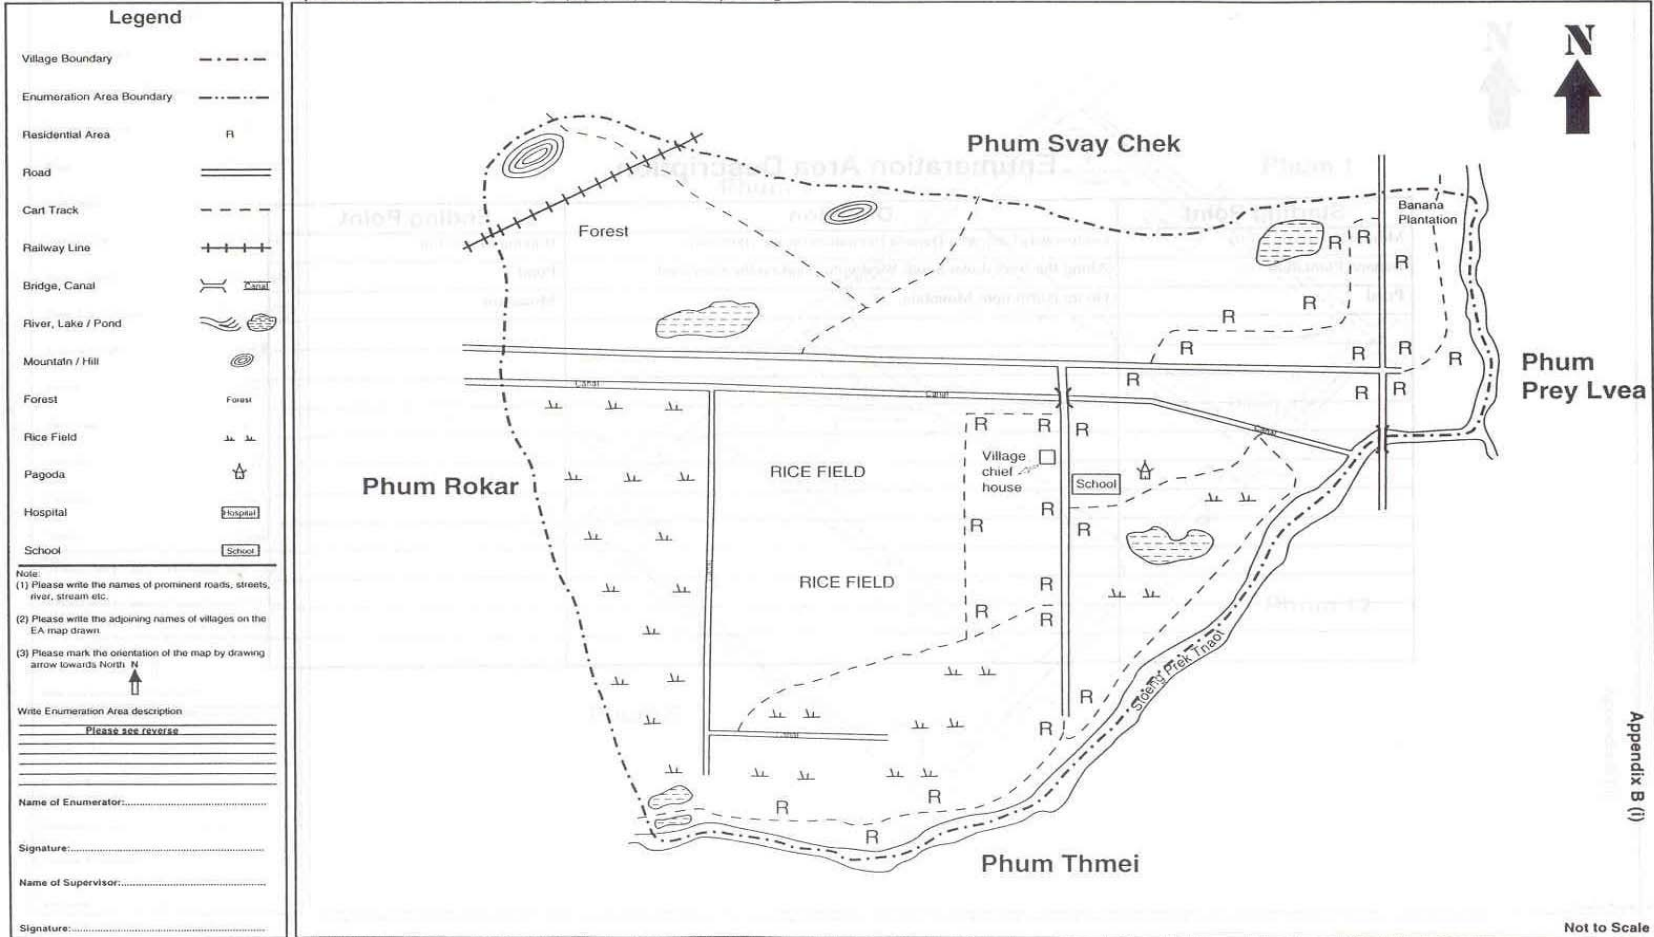 Legend
Village Boundary
Enumeration Area Boundary
Residential Area R
Road
Cart Track
Railway Line
Bridge, Canal Canal
River, Lake / Pond
Mountain / Hill
Forest Forest
Rice Field
Pagoda
Hospital Hospital
School School
Note:
(1) Please write the names of prominent roads, streets,
river, stream etc.
(2) Please write the adjoining names of villages on the
EA map drawn
(3) Please mark the orientation of the map by drawing
arrow towards North N
Write Enumeration Area description
Please see reverse
Name of Enumerator:
Signature:
Name of Supervisor:
Signature:
N
Phum Svay Chek
Banana
Plantation
Forest
R R
R
R
R
R R R R
Phum
Prey Lvea
R
R R
Canal
Canal
Canal
R R R
Village
chief
house
School
RICE FIELD
Phum Rokar
R
R R
RICE FIELD
R
R
R
Canal
Stoeng Prek Tnaot
R
R
Canal
R
R
R
Phum Thmei
Appendix B (i)
Not to Scale